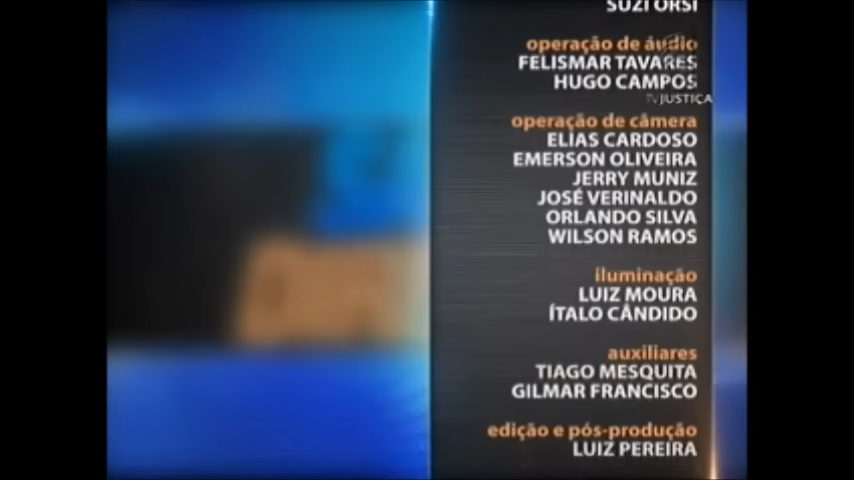 SUZI ORSI
operação de áudio
FELISMAR TAVARES
HUGO CAMPOS
TV JUSTIÇA
operação de câmera
ELIAS CARDOSO
EMERSON OLIVEIRA
JERRY MUNIZ
JOSÉ VERINALDO
ORLANDO SILVA
WILSON RAMOS
iluminação
LUIZ MOURA
ÍTALO CÂNDIDO
auxiliares
TIAGO MESQUITA
GILMAR FRANCISCO
edição e pós-produção
LUIZ PEREIRA